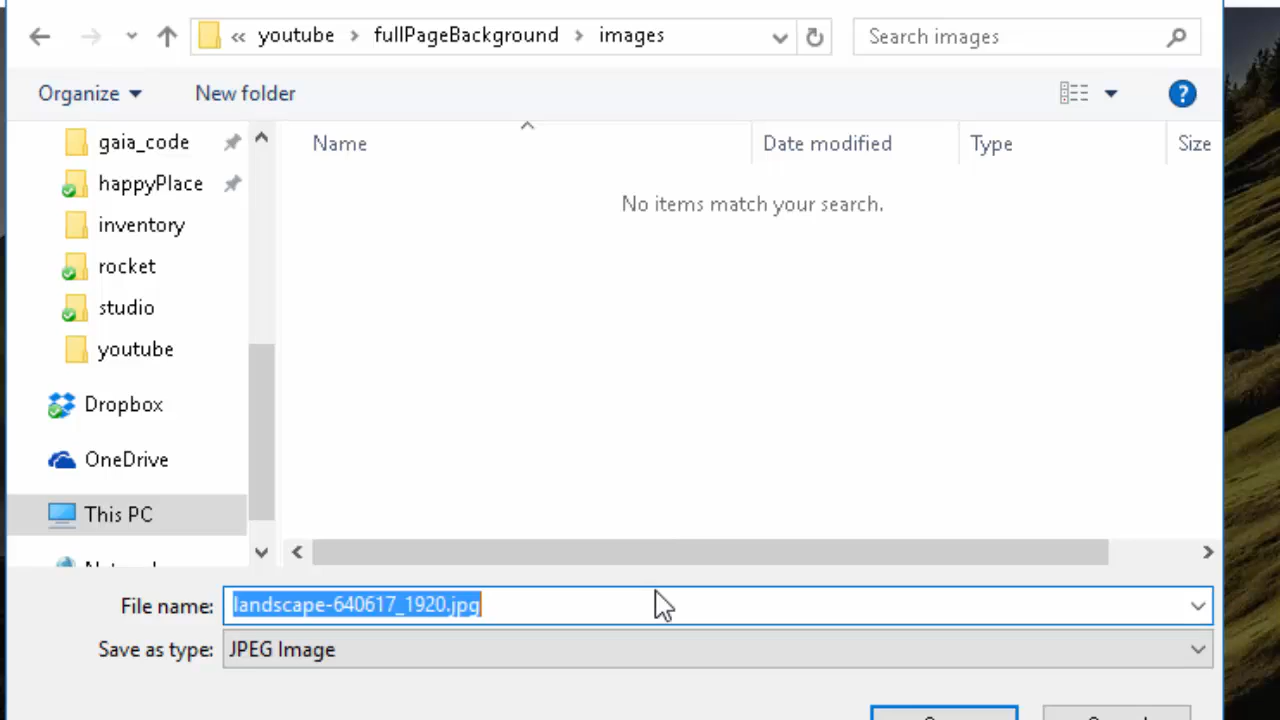 « youtube > fullPageBackground > images
Search images
Organize
New folder
?
Name
Date modified
Type
Size
No items match your search.
gaia_code
happyPlace
inventory
rocket
studio
youtube
Dropbox
OneDrive
This PC
File name: landscape-640617_1920.jpg
Save as type: JPEG Image